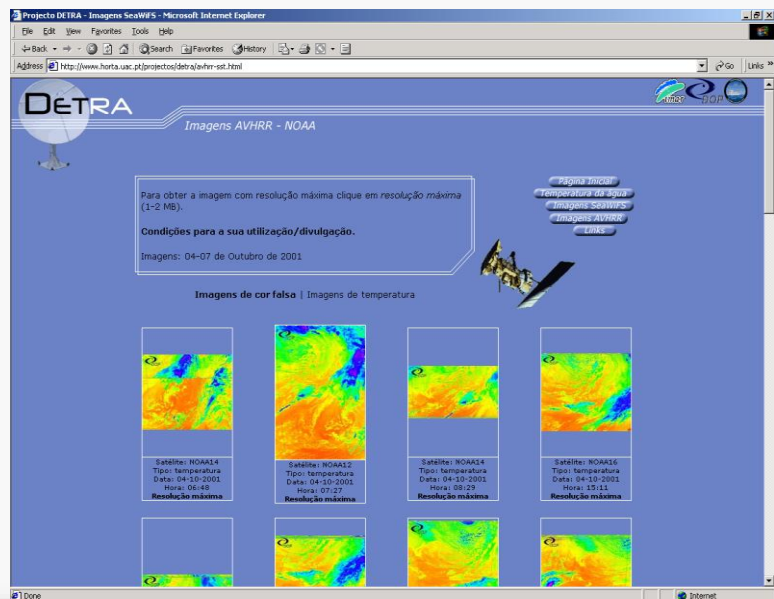 Projecto DETRA - Imagens SeaWiFS - Microsoft Internet Explorer
File Edit View Favorites Tools Help
Back Search Favorites History
Address http://www.horta.uac.pt/projectos/detra/avhrr-sst.html Go Links »
DETRA
imar DOP
Imagens AVHRR - NOAA
Para obter a imagem com resolução máxima clique em resolução máxima
(1-2 MB).
Condições para a sua utilização/divulgação.
Imagens: 04-07 de Outubro de 2001
Página Inicial
Temperatura da água
Imagens SeaWiFS
Imagens AVHRR
Links
Imagens de cor falsa | Imagens de temperatura
Satélite: NOAA14
Tipo: temperatura
Data: 04-10-2001
Hora: 06:48
Resolução máxima
Satélite: NOAA12
Tipo: temperatura
Data: 04-10-2001
Hora: 07:27
Resolução máxima
Satélite: NOAA14
Tipo: temperatura
Data: 04-10-2001
Hora: 08:29
Resolução máxima
Satélite: NOAA16
Tipo: temperatura
Data: 04-10-2001
Hora: 15:11
Resolução máxima
Done Internet